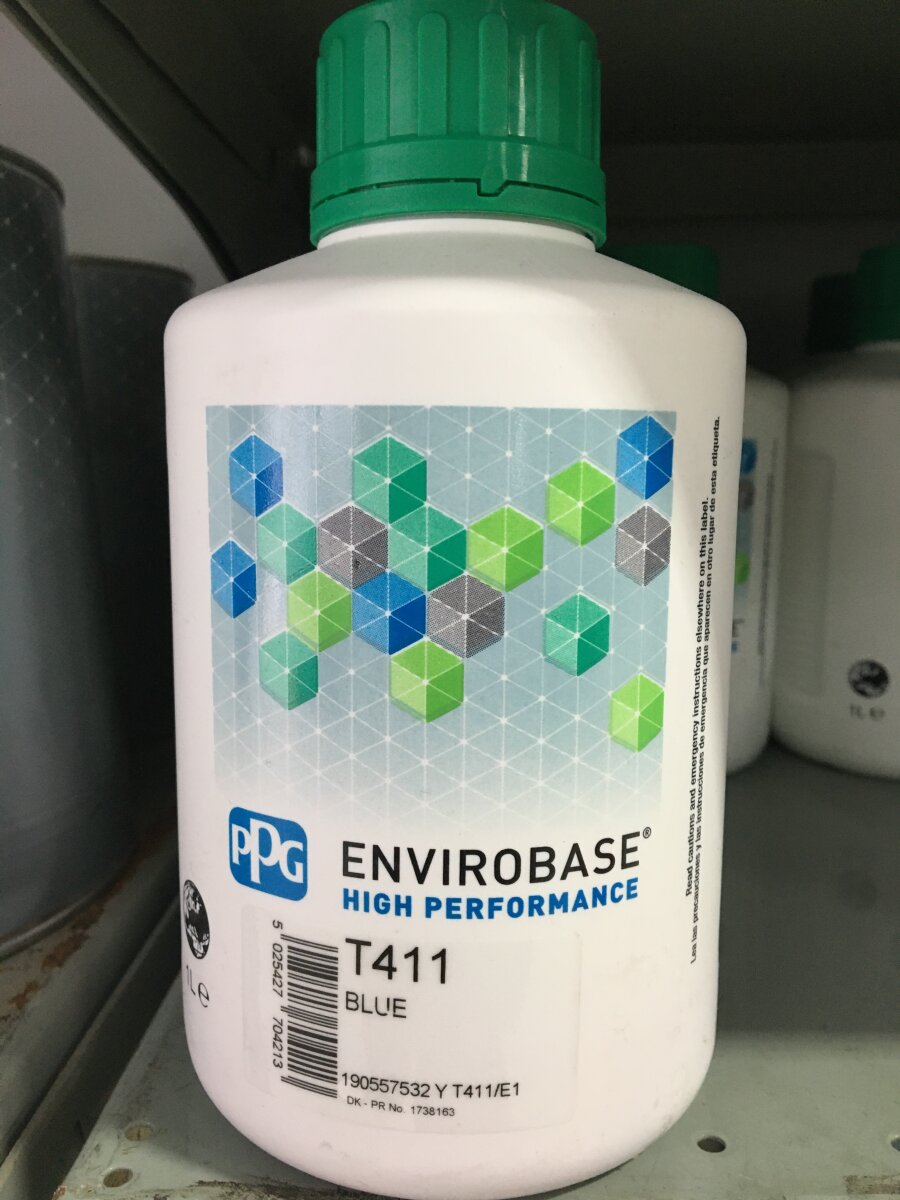 PPG
ENVIROBASE®
HIGH PERFORMANCE
T411
BLUE
5 025427 704213
190557532 Y T411/E1
DK - PR No. 1738163
1L e
Read cautions and emergency instructions elsewhere on this label.
Lea las precauciones y las instrucciones de emergencia que aparecen en otro lugar de esta etiqueta.
1L e